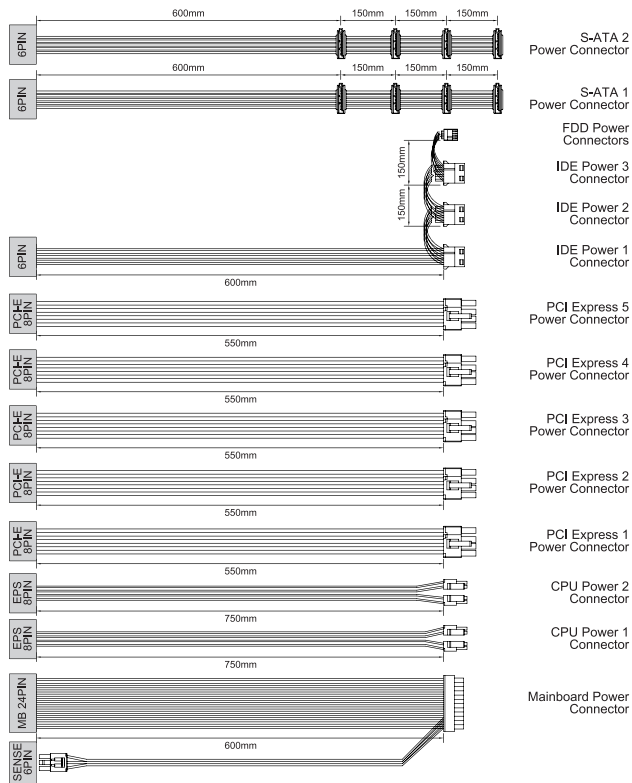 600mm 150mm 150mm 150mm
6PIN
S-ATA 2
Power Connector
600mm 150mm 150mm 150mm
6PIN
S-ATA 1
Power Connector
FDD Power
Connectors
150mm
IDE Power 3
Connector
150mm
IDE Power 2
Connector
6PIN
IDE Power 1
Connector
600mm
PCI-E
8PIN
PCI Express 5
Power Connector
550mm
PCI-E
8PIN
PCI Express 4
Power Connector
550mm
PCI-E
8PIN
PCI Express 3
Power Connector
550mm
PCI-E
8PIN
PCI Express 2
Power Connector
550mm
PCI-E
8PIN
PCI Express 1
Power Connector
550mm
EPS
8PIN
CPU Power 2
Connector
750mm
EPS
8PIN
CPU Power 1
Connector
750mm
MB 24PIN
Mainboard Power
Connector
600mm
SENSE
6PIN